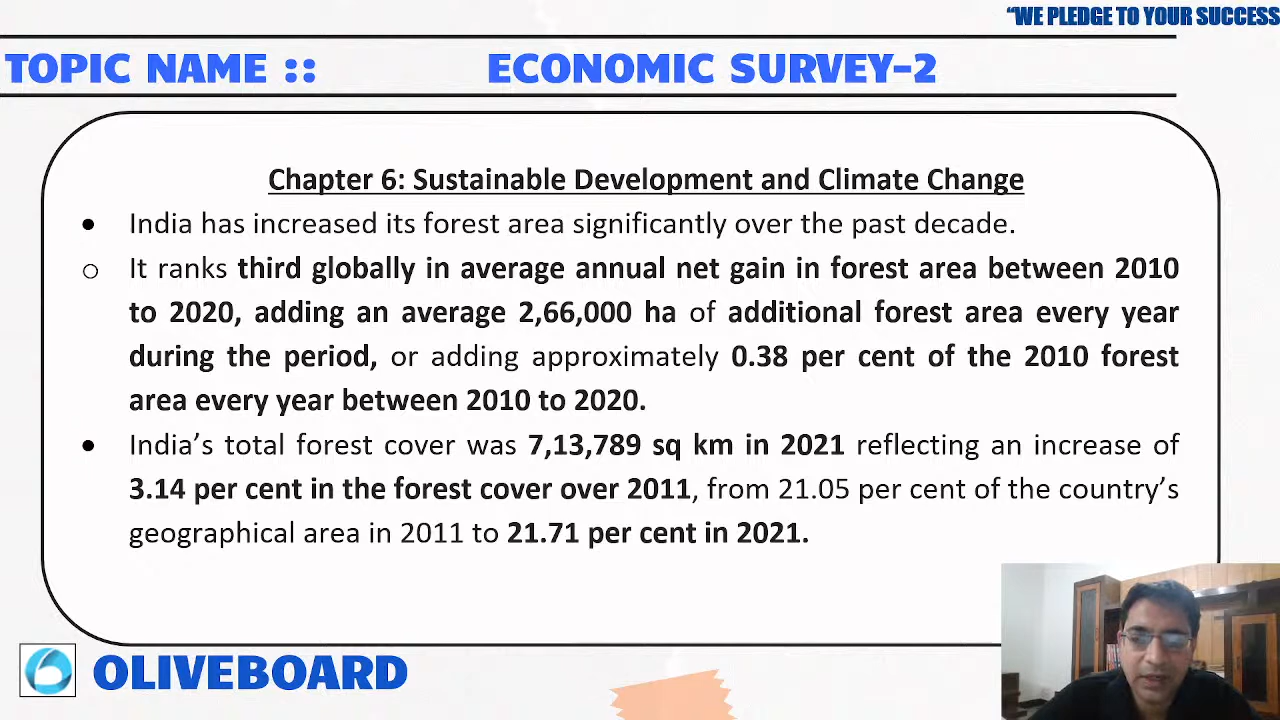 “WE PLEDGE TO YOUR SUCCESS
TOPIC NAME :: ECONOMIC SURVEY-2
Chapter 6: Sustainable Development and Climate Change
• India has increased its forest area significantly over the past decade.
o It ranks third globally in average annual net gain in forest area between 2010
to 2020, adding an average 2,66,000 ha of additional forest area every year
during the period, or adding approximately 0.38 per cent of the 2010 forest
area every year between 2010 to 2020.
• India’s total forest cover was 7,13,789 sq km in 2021 reflecting an increase of
3.14 per cent in the forest cover over 2011, from 21.05 per cent of the country’s
geographical area in 2011 to 21.71 per cent in 2021.
OLIVEBOARD